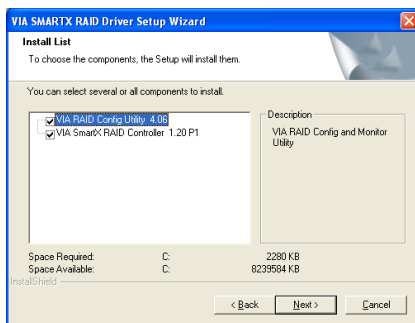 VIA SMARTX RAID Driver Setup Wizard
Install List
To choose the components, the Setup will install them.
You can select several or all components to install.
VIA RAID Config Utility 4.06
VIA SmartX RAID Controller 1.20 P1
Description
VIA RAID Config and Monitor
Utility
Space Required: C: 2280 KB
Space Available: C: 8239584 KB
InstallShield
< Back Next > Cancel